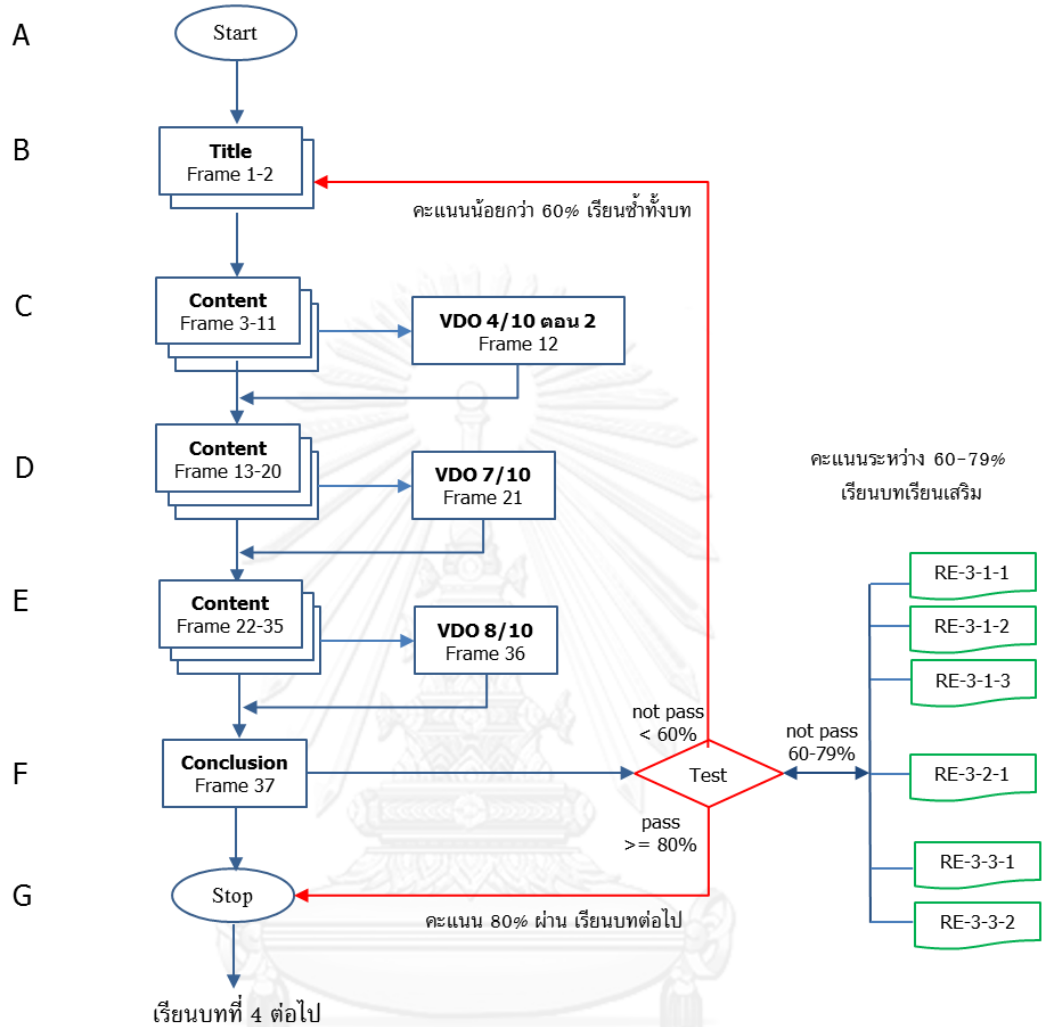 A
Start
B
Title
Frame 1-2
คะแนนน้อยกว่า 60% เรียนซ้ำทั้งบท
C
Content
Frame 3-11
VDO 4/10 ตอน 2
Frame 12
D
Content
Frame 13-20
VDO 7/10
Frame 21
คะแนนระหว่าง 60-79%
เรียนบทเรียนเสริม
E
Content
Frame 22-35
VDO 8/10
Frame 36
RE-3-1-1
RE-3-1-2
RE-3-1-3
not pass
< 60%
not pass
60-79%
F
Conclusion
Frame 37
Test
RE-3-2-1
pass
>= 80%
RE-3-3-1
G
Stop
คะแนน 80% ผ่าน เรียนบทต่อไป
RE-3-3-2
เรียนบทที่ 4 ต่อไป